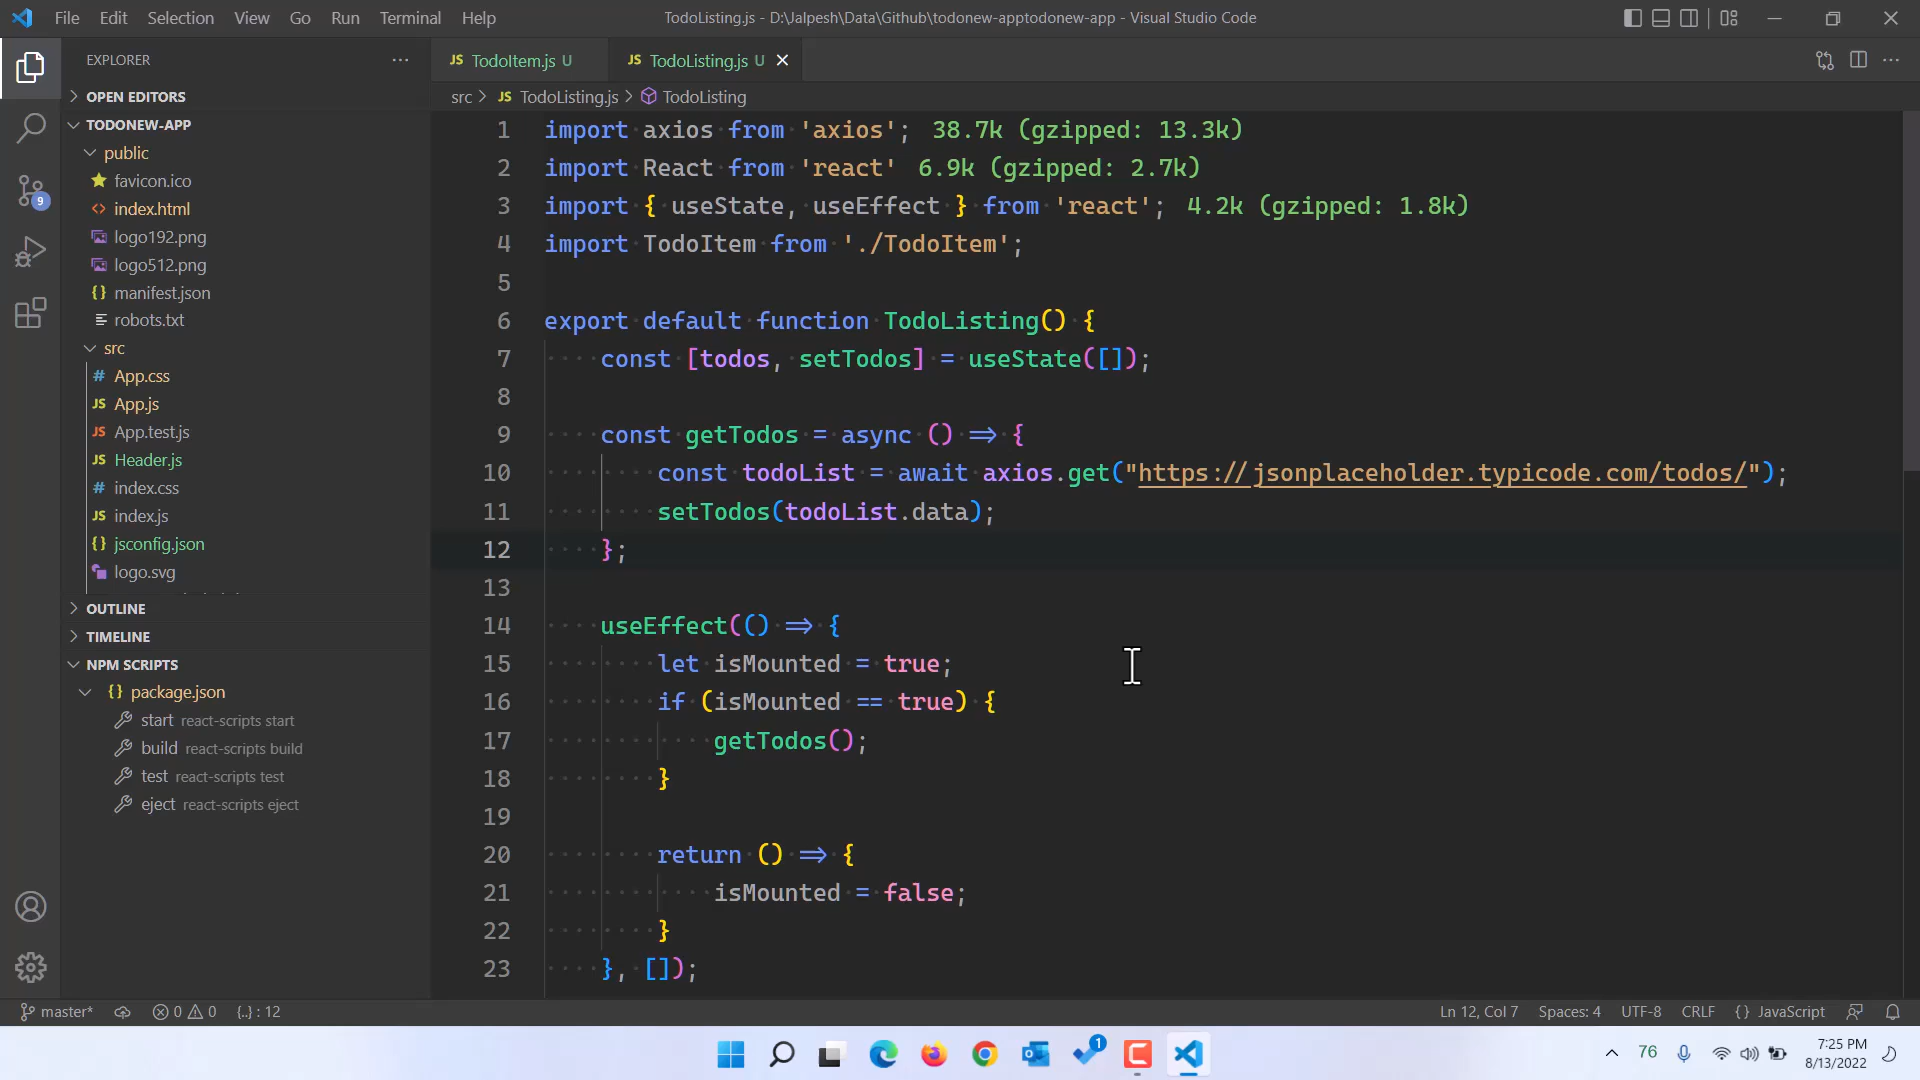 File Edit Selection View Go Run Terminal Help
TodoListing.js - D:\Jalpesh\Data\Github\todonew-apptodonew-app - Visual Studio Code
EXPLORER
OPEN EDITORS
TODONEW-APP
public
favicon.ico
index.html
logo192.png
logo512.png
manifest.json
robots.txt
src
App.css
App.js
App.test.js
Header.js
index.css
index.js
jsconfig.json
logo.svg
OUTLINE
TIMELINE
NPM SCRIPTS
package.json
start react-scripts start
build react-scripts build
test react-scripts test
eject react-scripts eject
9
JS TodoItem.js U
JS TodoListing.js U
src > JS TodoListing.js > TodoListing
1 import axios from 'axios'; 38.7k (gzipped: 13.3k)
2 import React from 'react' 6.9k (gzipped: 2.7k)
3 import { useState, useEffect } from 'react'; 4.2k (gzipped: 1.8k)
4 import TodoItem from './TodoItem';
5
6 export default function TodoListing() {
7 const [todos, setTodos] = useState([]);
8
9 const getTodos = async () => {
10 const todoList = await axios.get("https://jsonplaceholder.typicode.com/todos/");
11 setTodos(todoList.data);
12 };
13
14 useEffect(() => {
15 let isMounted = true;
16 if (isMounted == true) {
17 getTodos();
18 }
19
20 return () => {
21 isMounted = false;
22 }
23 }, []);
master* 0 0 {..} : 12
Ln 12, Col 7 Spaces: 4 UTF-8 CRLF {} JavaScript
1
76
7:25 PM
8/13/2022